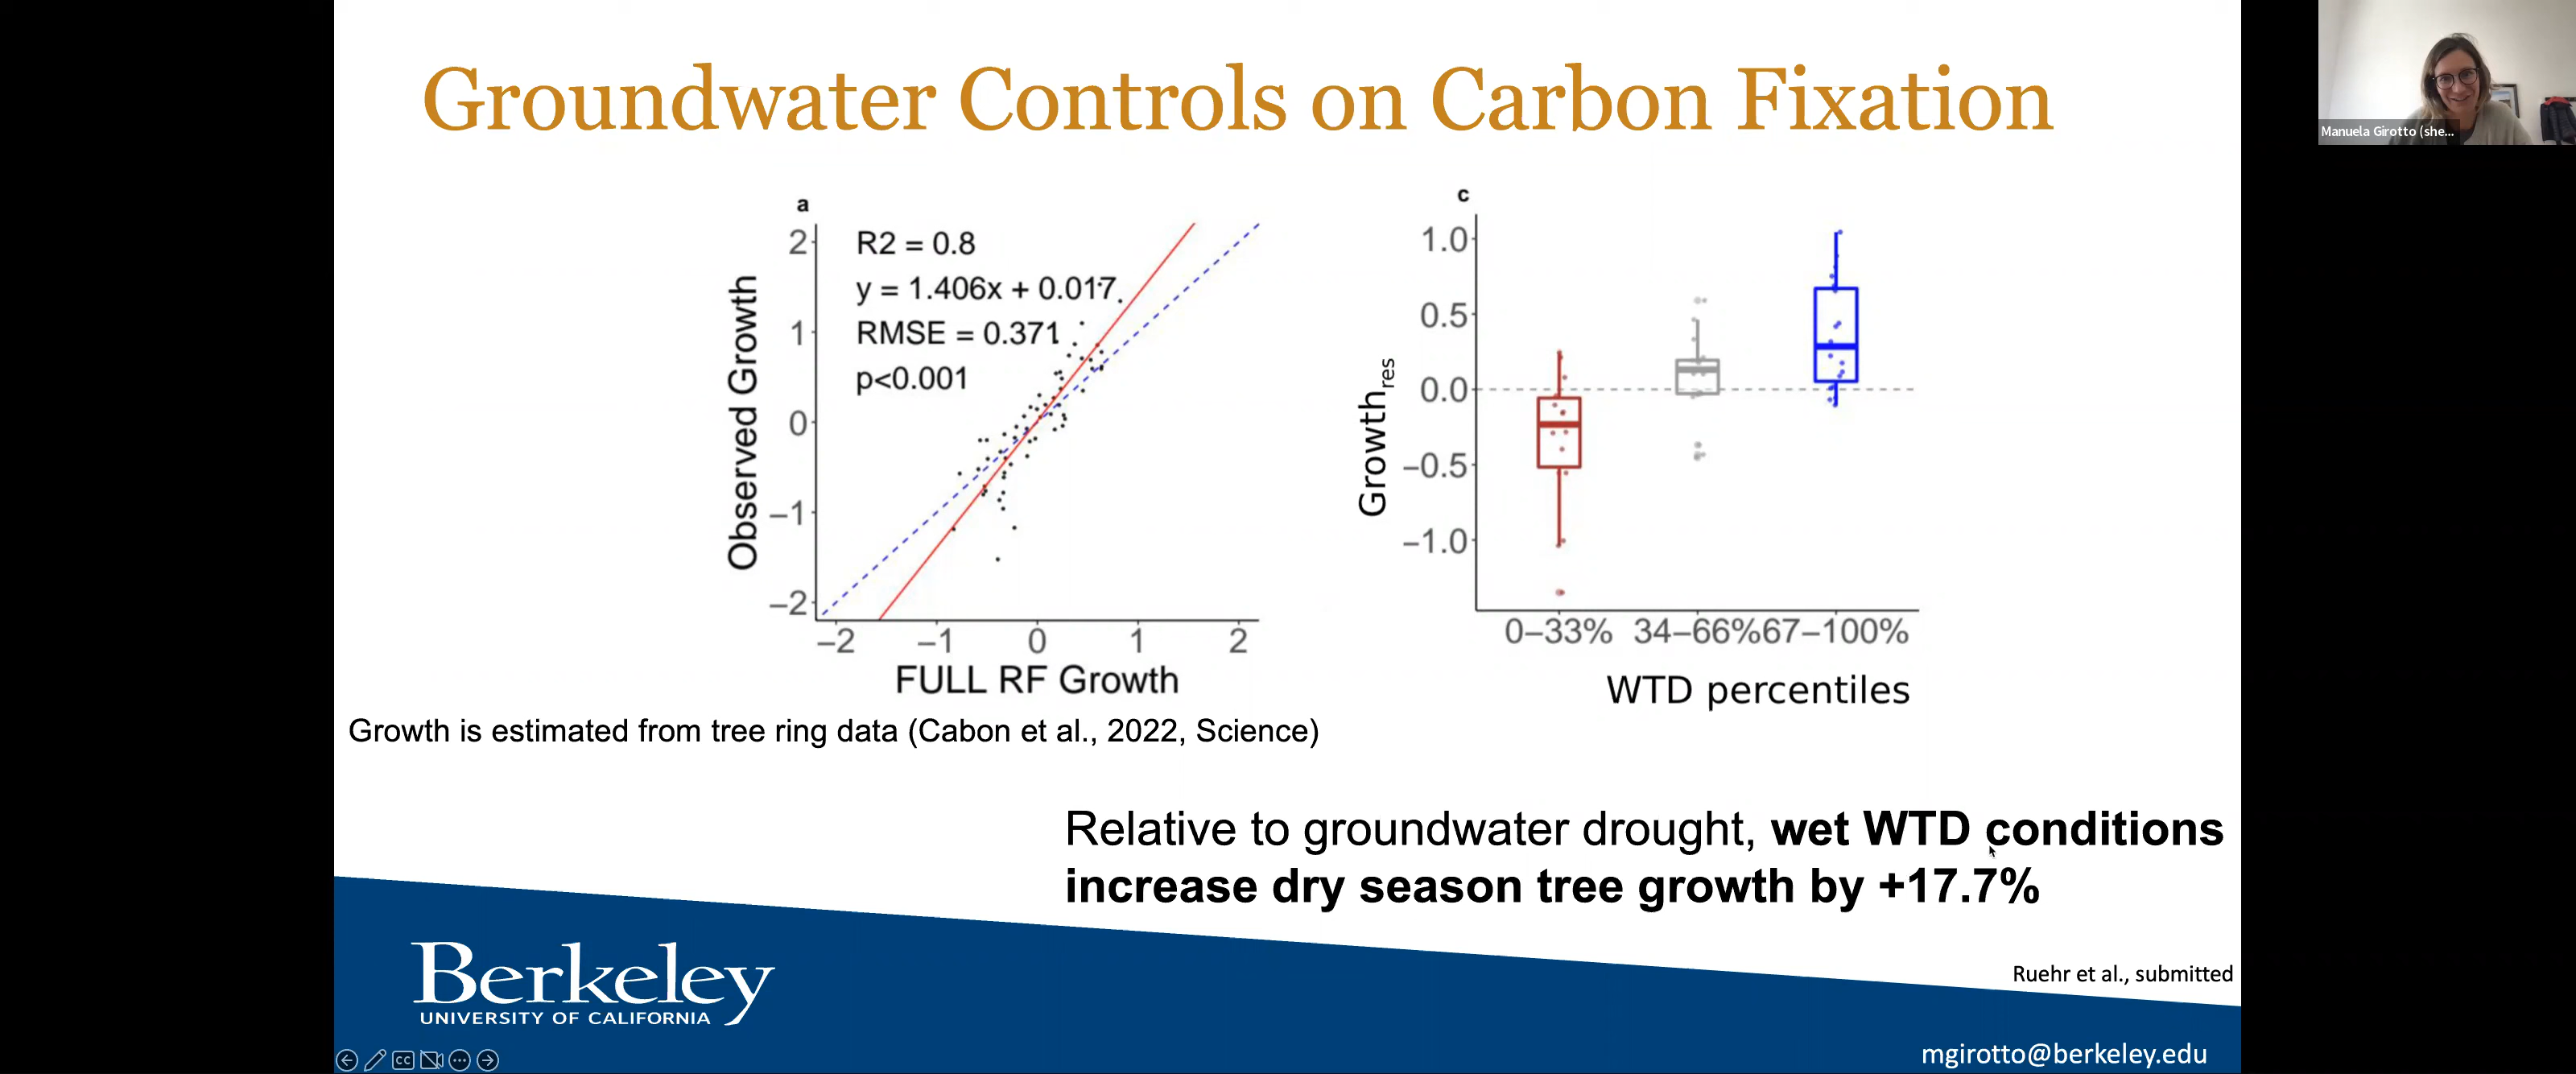 Groundwater Controls on Carbon Fixation
Manuela Girotto (she...
a
R2 = 0.8
y = 1.406x + 0.017
RMSE = 0.371
p<0.001
2
1
0
−1
−2
Observed Growth
−2 −1 0 1 2
FULL RF Growth
c
1.0
0.5
0.0
−0.5
−1.0
Growthres
0−33% 34−66% 67−100%
WTD percentiles
Growth is estimated from tree ring data (Cabon et al., 2022, Science)
Relative to groundwater drought, wet WTD conditions
increase dry season tree growth by +17.7%
Ruehr et al., submitted
Berkeley
UNIVERSITY OF CALIFORNIA
mgirotto@berkeley.edu
CC